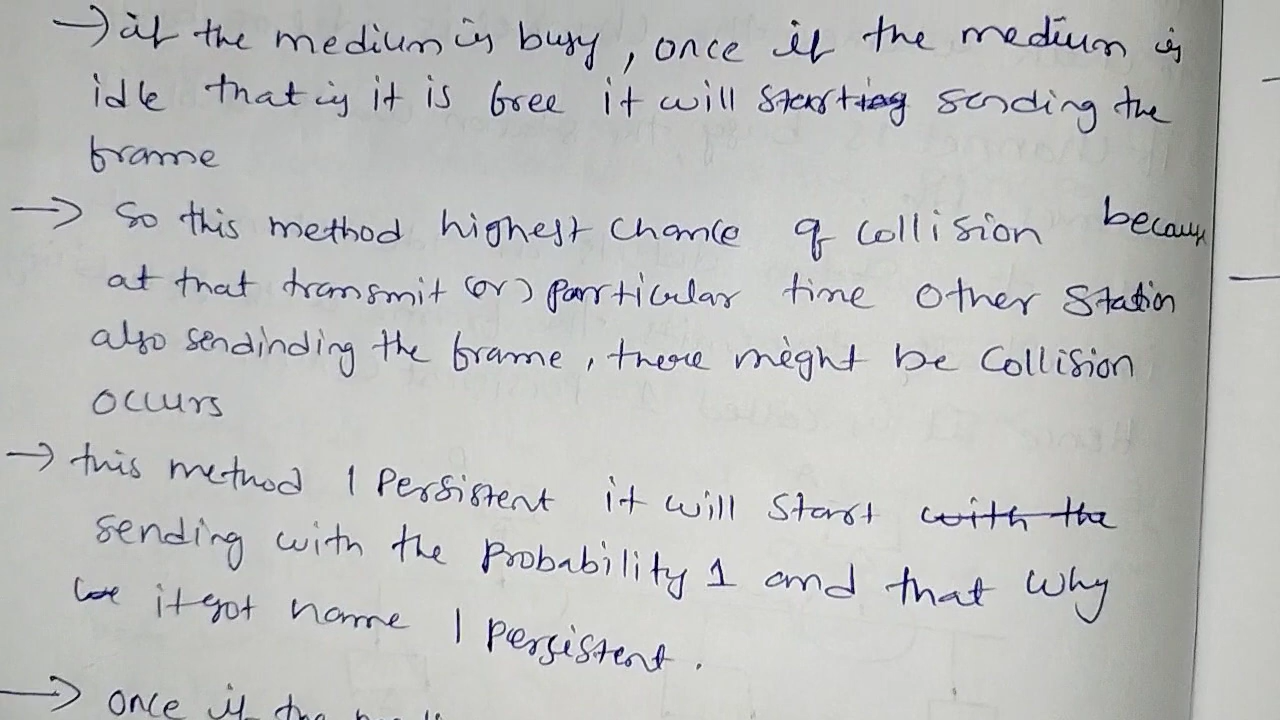 → if the medium is busy, once if the medium is
idle that is it is free it will starting sending the
frame
→ so this method highest chance of collision because
at that transmit (or) particular time other station
also sendinding the frame, there might be collision
occurs
→ this method 1 Persistent it will start with the
sending with the Probability 1 and that why
it got name 1 Persistent.
→ once if the